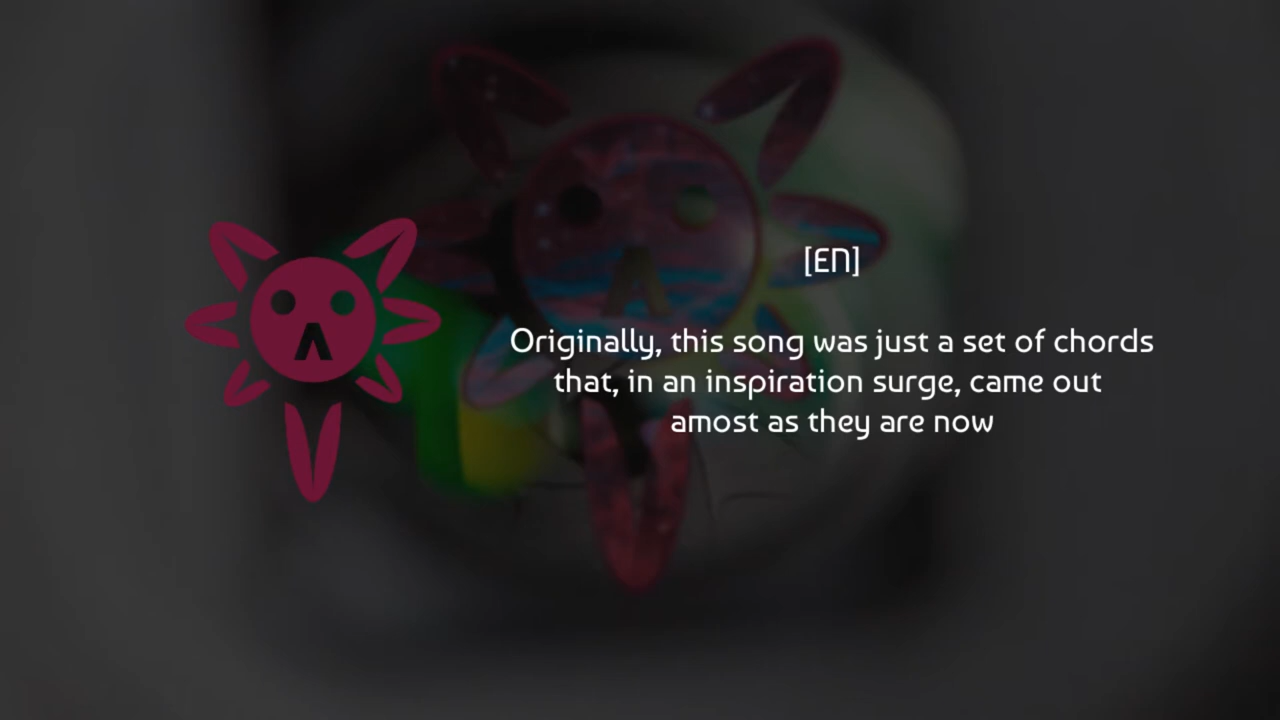 [EN]
Originally, this song was just a set of chords
that, in an inspiration surge, came out
amost as they are now